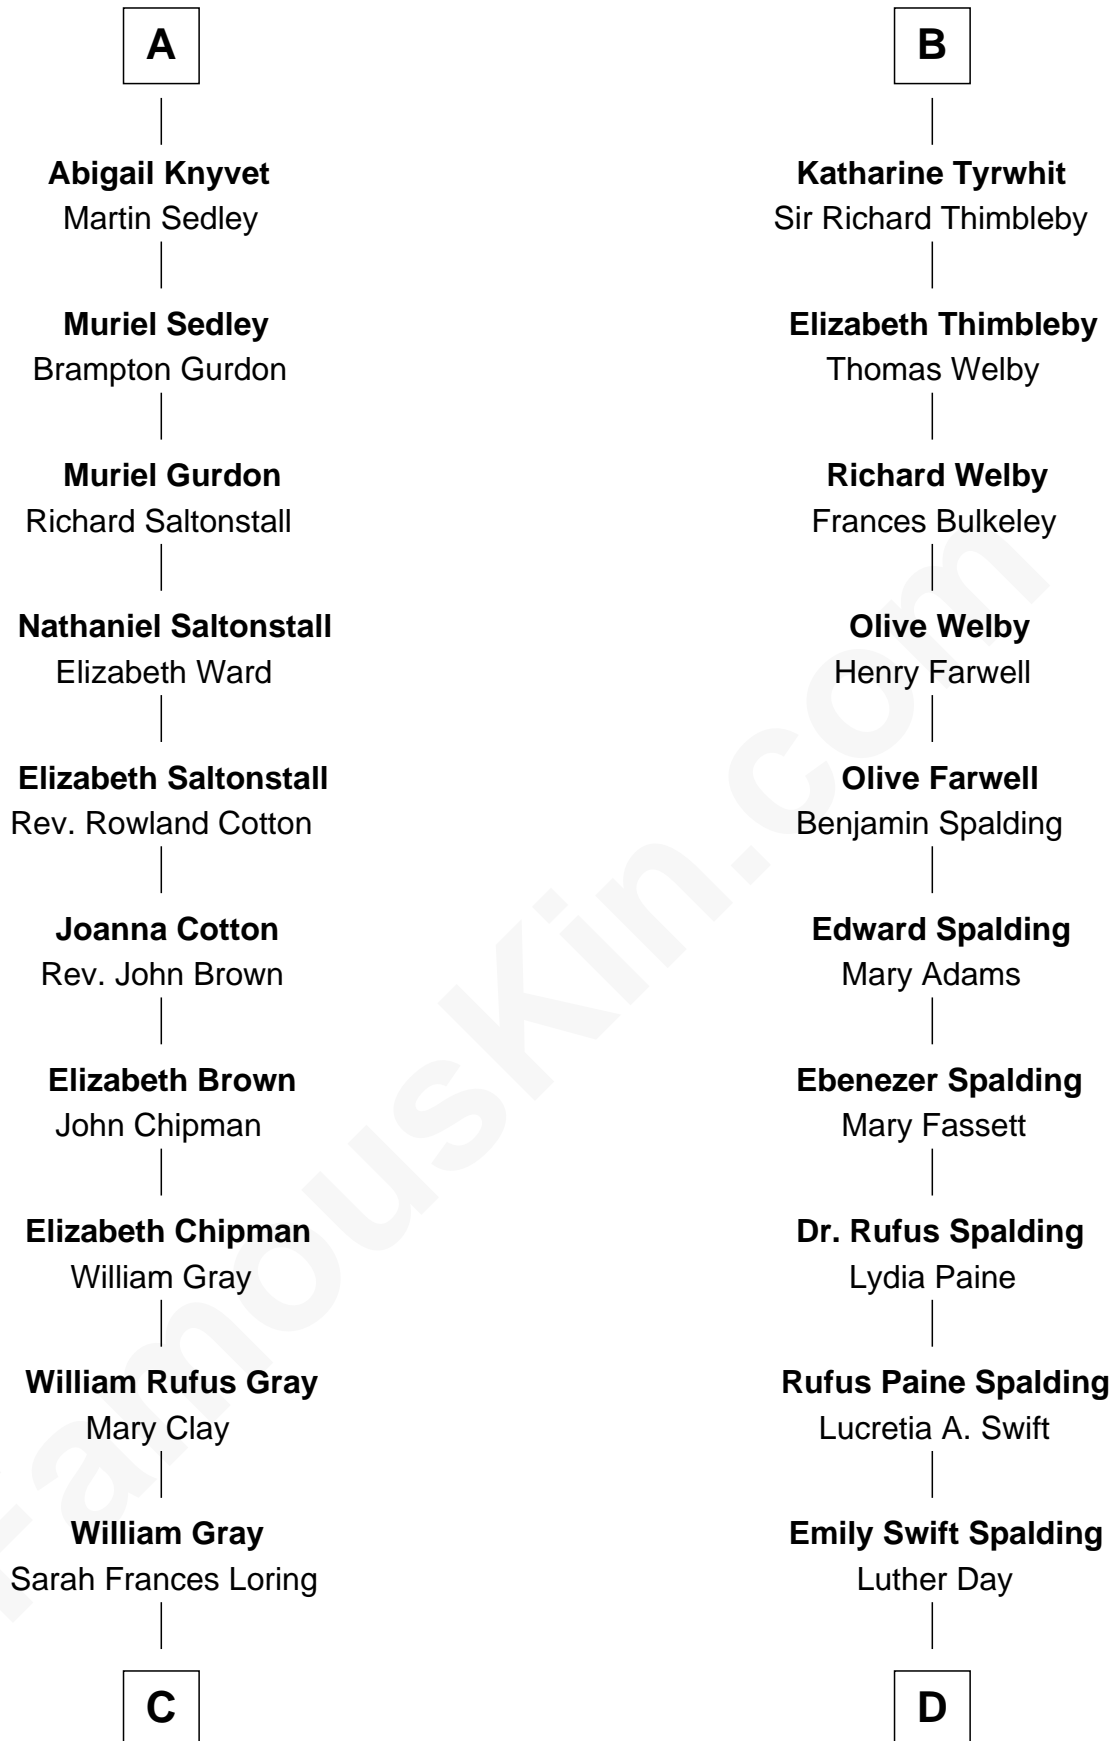 A
Abigail Knyvet
Martin Sedley
Muriel Sedley
Brampton Gurdon
Muriel Gurdon
Richard Saltonstall
Nathaniel Saltonstall
Elizabeth Ward
Elizabeth Saltonstall
Rev. Rowland Cotton
Joanna Cotton
Rev. John Brown
Elizabeth Brown
John Chipman
Elizabeth Chipman
William Gray
William Rufus Gray
Mary Clay
William Gray
Sarah Frances Loring
C
B
Katharine Tyrwhit
Sir Richard Thimbleby
Elizabeth Thimbleby
Thomas Welby
Richard Welby
Frances Bulkeley
Olive Welby
Henry Farwell
Olive Farwell
Benjamin Spalding
Edward Spalding
Mary Adams
Ebenezer Spalding
Mary Fassett
Dr. Rufus Spalding
Lydia Paine
Rufus Paine Spalding
Lucretia A. Swift
Emily Swift Spalding
Luther Day
D
FamousKin.com